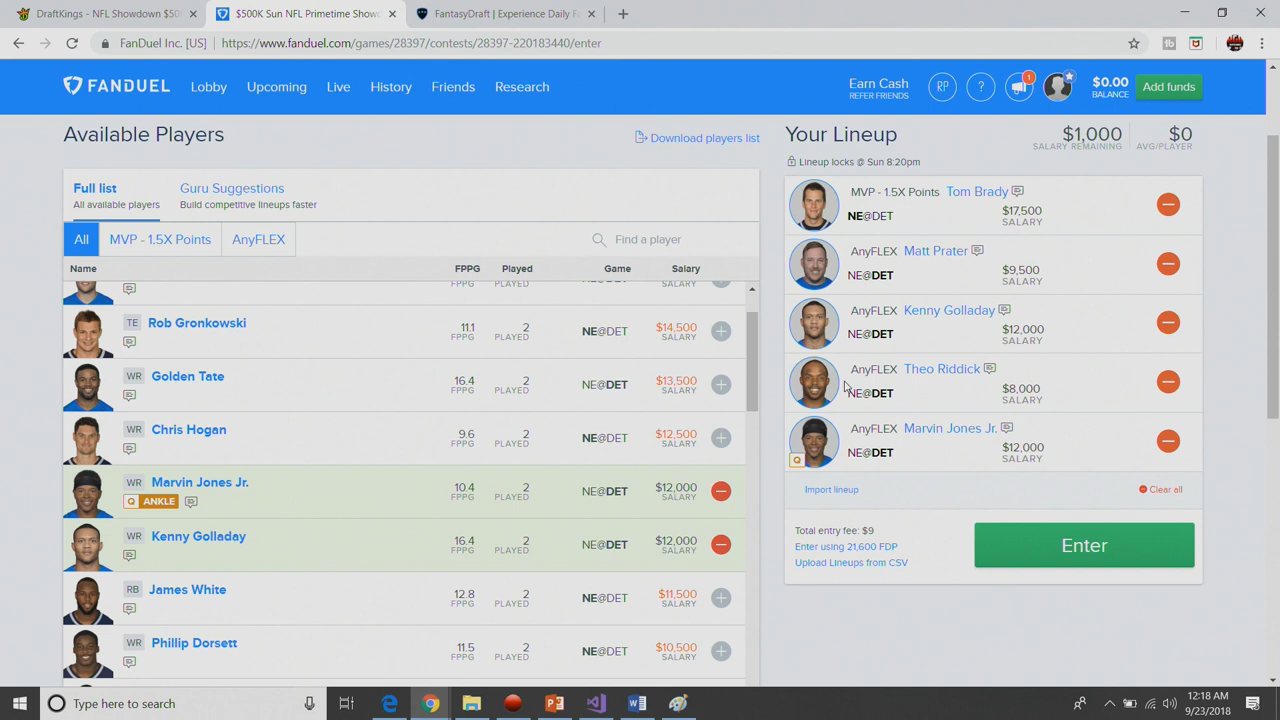 DraftKings - NFL Showdown $50K
$500K Sun NFL Primetime Showd
FantasyDraft | Experience Daily F
FanDuel Inc. [US] | https://www.fanduel.com/games/28397/contests/28397-220183440/enter
FANDUEL
Lobby
Upcoming
Live
History
Friends
Research
Earn Cash
REFER FRIENDS
RP
?
1
$0.00
BALANCE
Add funds
Available Players
Download players list
Full list
All available players
Guru Suggestions
Build competitive lineups faster
All
MVP - 1.5X Points
AnyFLEX
Find a player
Name
FPPG
Played
Game
Salary
FPPG
PLAYED
SALARY
TE
Rob Gronkowski
11.1
FPPG
2
PLAYED
NE@DET
$14,500
SALARY
WR
Golden Tate
16.4
FPPG
2
PLAYED
NE@DET
$13,500
SALARY
WR
Chris Hogan
9.6
FPPG
2
PLAYED
NE@DET
$12,500
SALARY
WR
Marvin Jones Jr.
Q ANKLE
10.4
FPPG
2
PLAYED
NE@DET
$12,000
SALARY
WR
Kenny Golladay
16.4
FPPG
2
PLAYED
NE@DET
$12,000
SALARY
RB
James White
12.8
FPPG
2
PLAYED
NE@DET
$11,500
SALARY
WR
Phillip Dorsett
11.5
FPPG
2
PLAYED
NE@DET
$10,500
SALARY
Your Lineup
$1,000
SALARY REMAINING
$0
AVG/PLAYER
Lineup locks @ Sun 8:20pm
MVP - 1.5X Points Tom Brady
NE@DET
$17,500
SALARY
AnyFLEX Matt Prater
NE@DET
$9,500
SALARY
AnyFLEX Kenny Golladay
NE@DET
$12,000
SALARY
AnyFLEX Theo Riddick
NE@DET
$8,000
SALARY
AnyFLEX Marvin Jones Jr.
Q
NE@DET
$12,000
SALARY
Import lineup
Clear all
Total entry fee: $9
Enter using 21,600 FDP
Upload Lineups from CSV
Enter
Type here to search
12:18 AM
9/23/2018